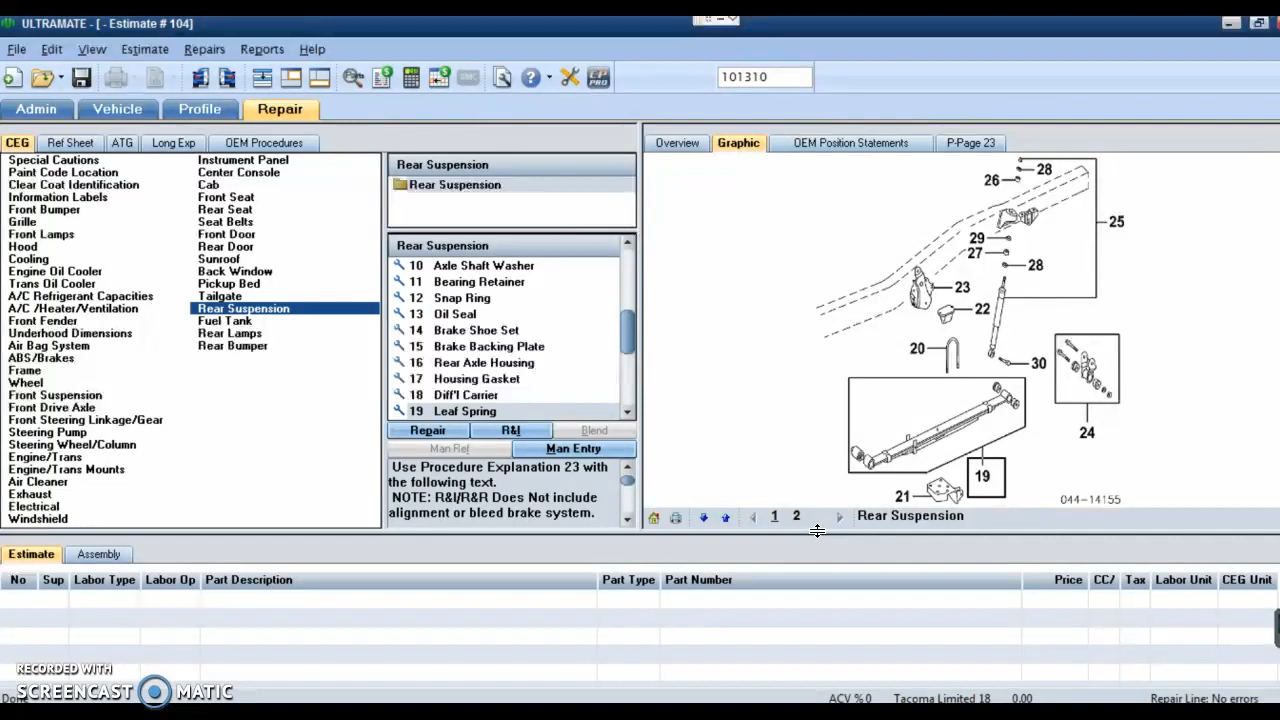 ULTRAMATE - [ - Estimate # 104]
File Edit View Estimate Repairs Reports Help
EP PRO 101310
Admin Vehicle Profile Repair
CEG Ref Sheet ATG Long Exp OEM Procedures
Special Cautions
Paint Code Location
Clear Coat Identification
Information Labels
Front Bumper
Grille
Front Lamps
Hood
Cooling
Engine Oil Cooler
Trans Oil Cooler
A/C Refrigerant Capacities
A/C /Heater/Ventilation
Front Fender
Underhood Dimensions
Air Bag System
ABS/Brakes
Frame
Wheel
Front Suspension
Front Drive Axle
Front Steering Linkage/Gear
Steering Pump
Steering Wheel/Column
Engine/Trans
Engine/Trans Mounts
Air Cleaner
Exhaust
Electrical
Windshield
Instrument Panel
Center Console
Cab
Front Seat
Rear Seat
Seat Belts
Front Door
Rear Door
Sunroof
Back Window
Pickup Bed
Tailgate
Rear Suspension
Fuel Tank
Rear Lamps
Rear Bumper
Rear Suspension
Rear Suspension
Rear Suspension
10 Axle Shaft Washer
11 Bearing Retainer
12 Snap Ring
13 Oil Seal
14 Brake Shoe Set
15 Brake Backing Plate
16 Rear Axle Housing
17 Housing Gasket
18 Diff'l Carrier
19 Leaf Spring
Repair R&I Blend
Man Ref Man Entry
Use Procedure Explanation 23 with
the following text.
NOTE: R&I/R&R Does Not include
alignment or bleed brake system.
Overview Graphic OEM Position Statements P-Page 23
28
26
25
29
27
28
23
22
20
30
24
19
21
044-14155
1 2 Rear Suspension
Estimate Assembly
No Sup Labor Type Labor Op Part Description Part Type Part Number Price CC/ Tax Labor Unit CEG Unit
RECORDED WITH
SCREENCAST MATIC
Done ACV % 0 Tacoma Limited 18 0.00 Repair Line: No errors